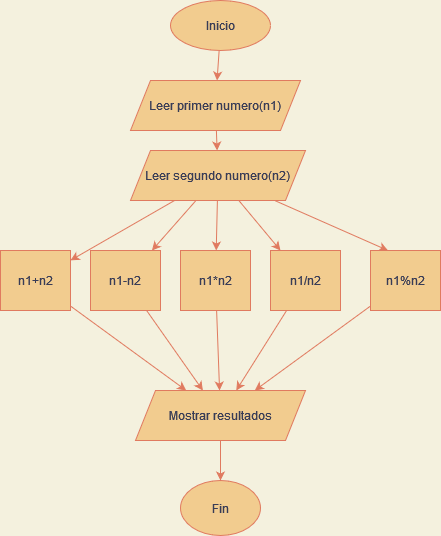 Inicio
Leer primer numero(n1)
Leer segundo numero(n2)
n1+n2
n1-n2
n1*n2
n1/n2
n1%n2
Mostrar resultados
Fin